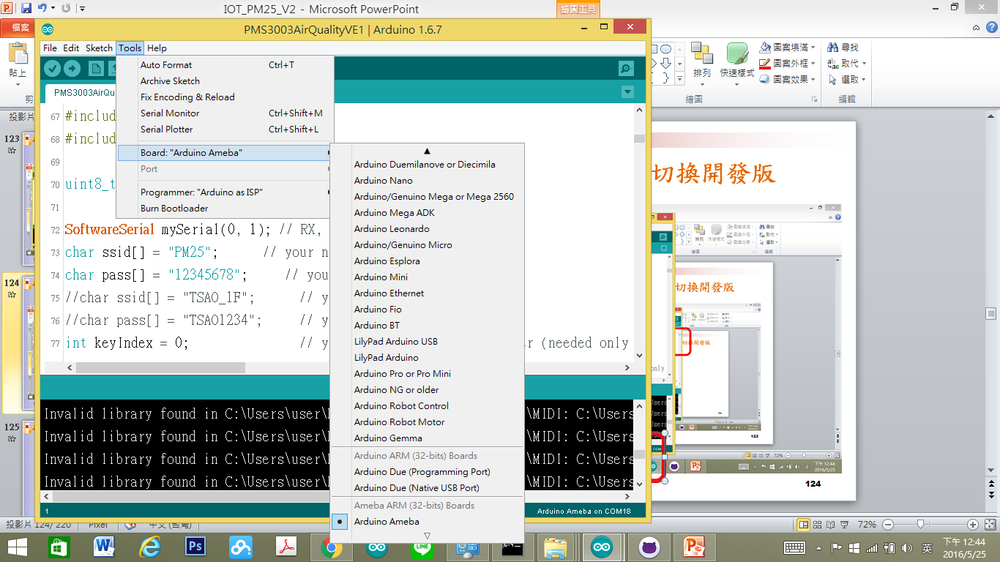 IOT_PM25_V2 - Microsoft PowerPoint
繪圖工具
檔案
貼上
投影片
123
124
125
PMS3003AirQualityVE1 | Arduino 1.6.7
File Edit Sketch Tools Help
PMS3003AirQu
Auto Format Ctrl+T
Archive Sketch
Fix Encoding & Reload
Serial Monitor Ctrl+Shift+M
Serial Plotter Ctrl+Shift+L
Board: "Arduino Ameba"
Port
Programmer: "Arduino as ISP"
Burn Bootloader
67 #includ
68 #includ
69
70 uint8_t
71
72 SoftwareSerial mySerial(0, 1); // RX,
73 char ssid[] = "PM25"; // your n
74 char pass[] = "12345678"; // you
75 //char ssid[] = "TSAO_1F"; // y
76 //char pass[] = "TSAO1234"; // y
77 int keyIndex = 0; // y r (needed only
Arduino Duemilanove or Diecimila
Arduino Nano
Arduino/Genuino Mega or Mega 2560
Arduino Mega ADK
Arduino Leonardo
Arduino/Genuino Micro
Arduino Esplora
Arduino Mini
Arduino Ethernet
Arduino Fio
Arduino BT
LilyPad Arduino USB
LilyPad Arduino
Arduino Pro or Pro Mini
Arduino NG or older
Arduino Robot Control
Arduino Robot Motor
Arduino Gemma
Arduino ARM (32-bits) Boards
Arduino Due (Programming Port)
Arduino Due (Native USB Port)
Ameba ARM (32-bits) Boards
Arduino Ameba
Invalid library found in C:\Users\user\ \MIDI: C:\Users
Invalid library found in C:\Users\user\ \MIDI: C:\Users
Invalid library found in C:\Users\user\ \MIDI: C:\Users
Invalid library found in C:\Users\user\ \MIDI: C:\Users
1 Arduino Ameba on COM18
排列 快速樣式
圖案填滿
圖案外框
圖案效果
繪圖
尋找
取代
選取
編輯
切換開發版
切換開發版
切換開發版
only
123
72%
下午 12:44
2016/5/25
124
投影片 124/ 220 Pixel 中文 (台灣)
72%
LINE
英
下午 12:44
2016/5/25